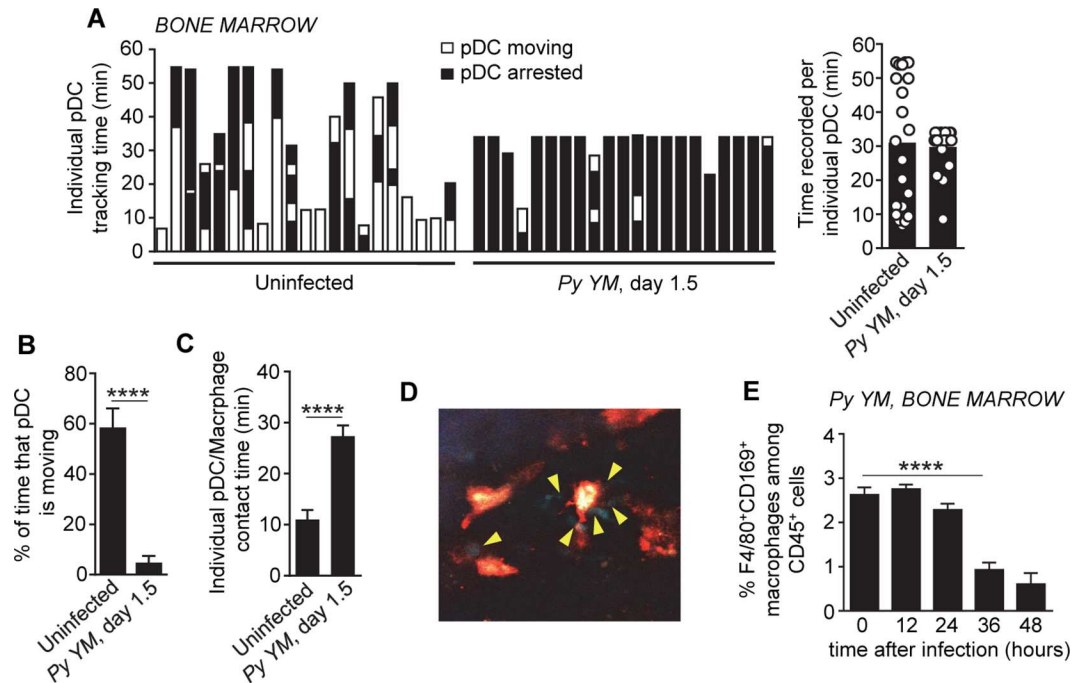 A
BONE MARROW
pDC moving
pDC arrested
Individual pDC
tracking time (min)
60
50
40
30
20
10
0
Uninfected
Py YM, day 1.5
Time recorded per
individual pDC (min)
60
50
40
30
20
10
0
Uninfected
Py YM, day 1.5
B
% of time that pDC
is moving
80
60
40
20
0
****
Uninfected
Py YM, day 1.5
C
Individual pDC/Macrphage
contact time (min)
40
30
20
10
0
****
Uninfected
Py YM, day 1.5
D
E
Py YM, BONE MARROW
% F4/80⁺CD169⁺
macrophages among
CD45⁺ cells
4
3
2
1
0
****
0 12 24 36 48
time after infection (hours)